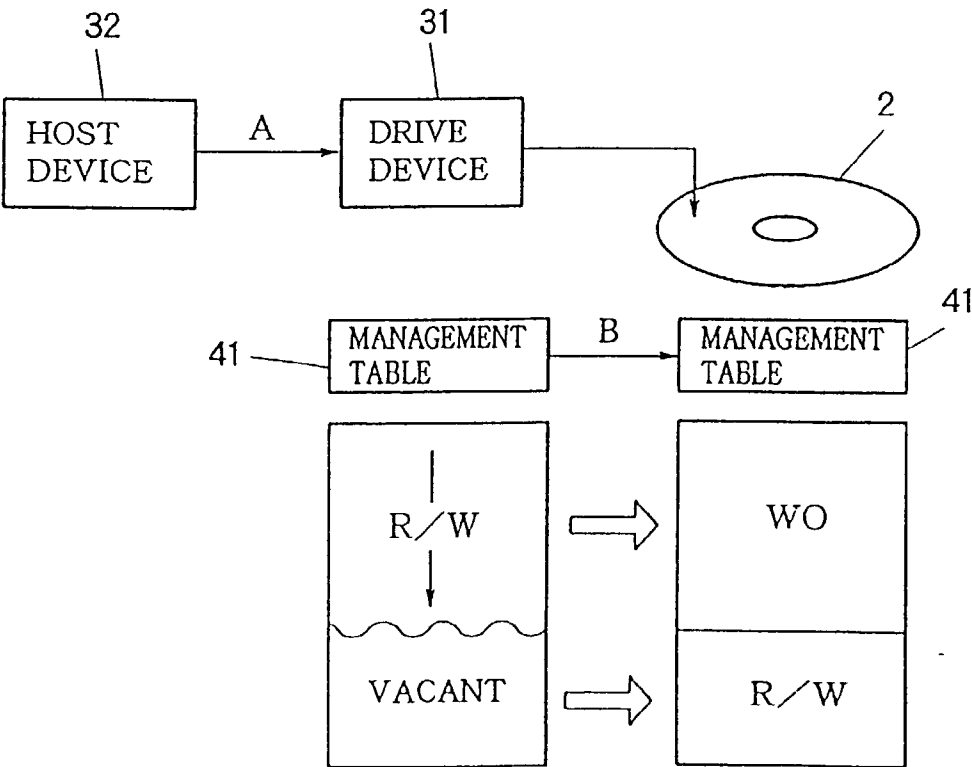 32
31
HOST
DEVICE
A
DRIVE
DEVICE
2
41
MANAGEMENT
TABLE
B
MANAGEMENT
TABLE
41
R/W
WO
VACANT
R/W